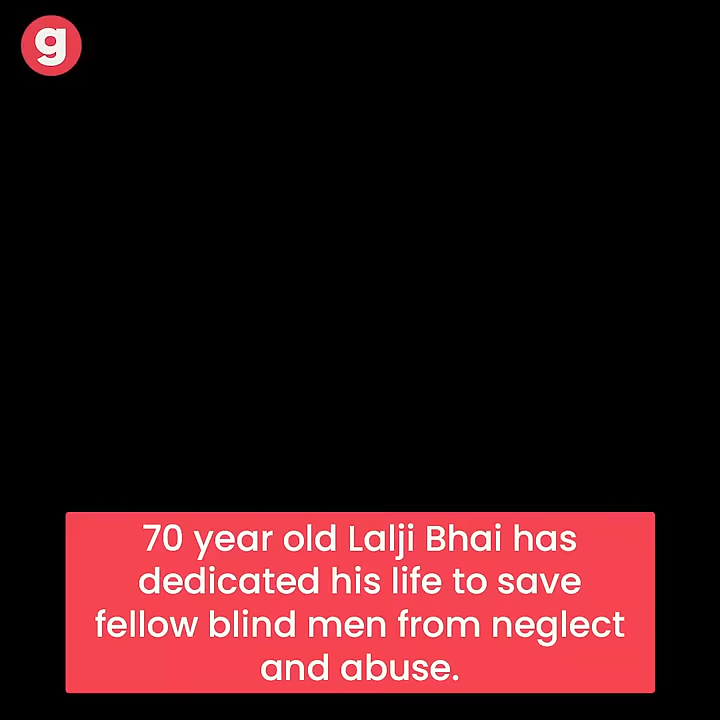 g
70 year old Lalji Bhai has
dedicated his life to save
fellow blind men from neglect
and abuse.